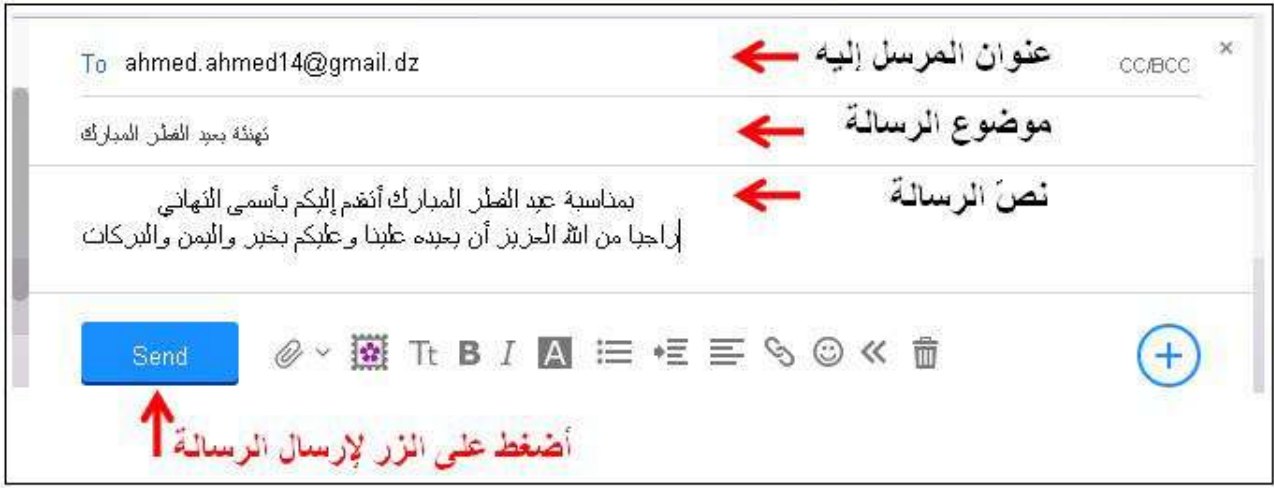 To ahmed.ahmed14@gmail.dz عنوان المرسل إليه CC/BCC ×
تهنئة بعيد الفطر المبارك موضوع الرسالة
بمناسبة عيد الفطر المبارك أتقدم إليكم بأسمى التهاني نصّ الرسالة
راجيا من الله العزيز أن يعيده علينا وعليكم بخير واليمن والبركات
Send Tt B I A
أضغط على الزر لإرسال الرسالة